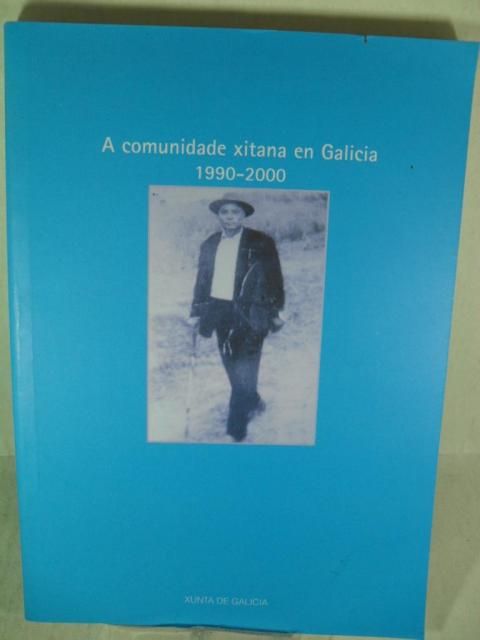 A comunidade xitana en Galicia
1990-2000
XUNTA DE GALICIA